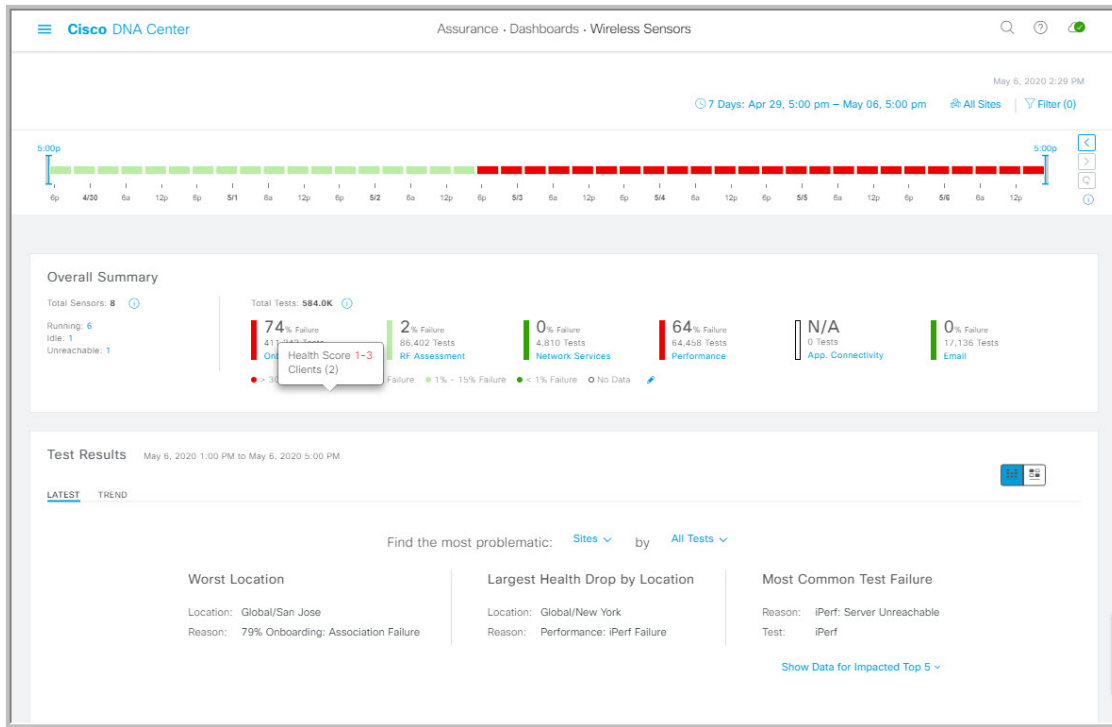 Cisco DNA Center
Assurance · Dashboards · Wireless Sensors
May 6, 2020 2:29 PM
7 Days: Apr 29, 5:00 pm – May 06, 5:00 pm All Sites Filter (0)
5:00p 5:00p
6p 4/30 6a 12p 6p 5/1 6a 12p 6p 5/2 6a 12p 6p 5/3 6a 12p 6p 5/4 6a 12p 6p 5/5 6a 12p 6p 5/6 6a 12p
Overall Summary
Total Sensors: 8
Running: 6
Idle: 1
Unreachable: 1
Total Tests: 584.0K
74% Failure
2% Failure
86,402 Tests
RF Assessment
0% Failure
4,810 Tests
Network Services
64% Failure
64,458 Tests
Performance
N/A
0 Tests
App. Connectivity
0% Failure
17,136 Tests
Email
Health Score 1-3
Clients (2)
Failure 1% - 15% Failure < 1% Failure No Data
Test Results May 6, 2020 1:00 PM to May 6, 2020 5:00 PM
LATEST TREND
Find the most problematic: Sites by All Tests
Worst Location
Location: Global/San Jose
Reason: 79% Onboarding: Association Failure
Largest Health Drop by Location
Location: Global/New York
Reason: Performance: iPerf Failure
Most Common Test Failure
Reason: iPerf: Server Unreachable
Test: iPerf
Show Data for Impacted Top 5